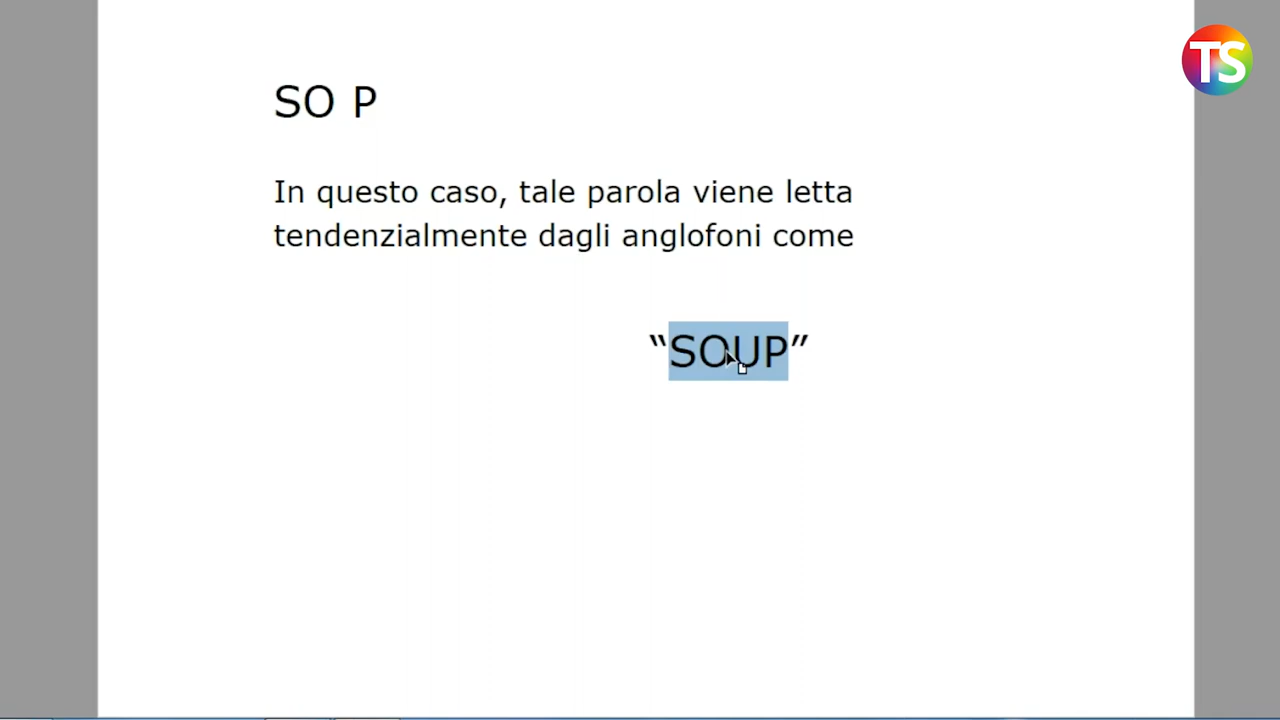 TS
SO P
In questo caso, tale parola viene letta
tendenzialmente dagli anglofoni come
“SOUP”